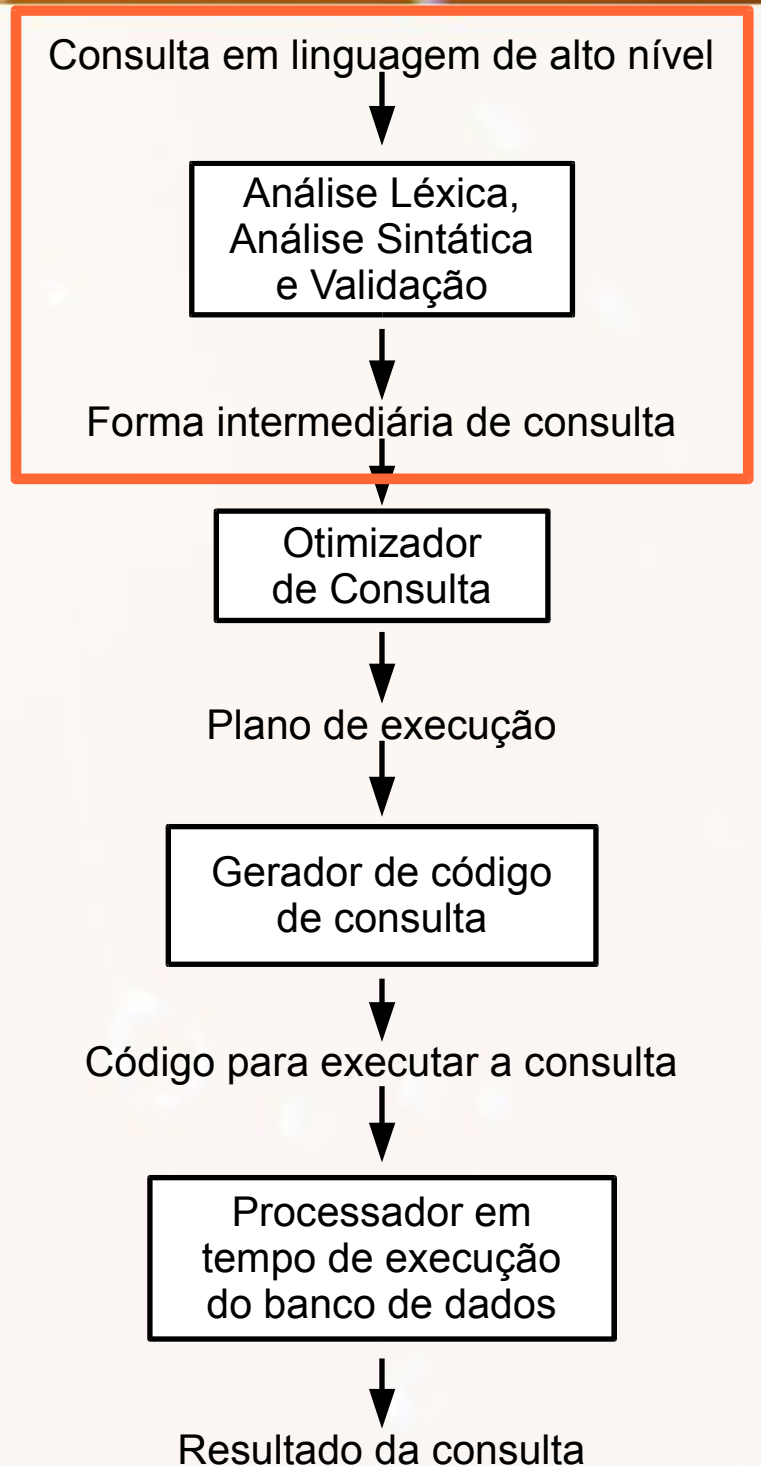 Consulta em linguagem de alto nível
Análise Léxica,
Análise Sintática
e Validação
Forma intermediária de consulta
Otimizador
de Consulta
Plano de execução
Gerador de código
de consulta
Código para executar a consulta
Processador em
tempo de execução
do banco de dados
Resultado da consulta